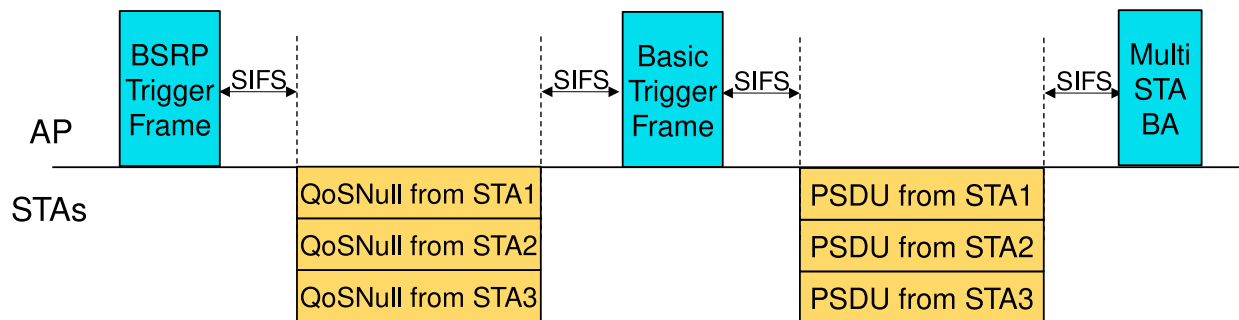 BSRP
Trigger
Frame
SIFS
SIFS
Basic
Trigger
Frame
SIFS
SIFS
Multi
STA
BA
AP
STAs
QoSNull from STA1
QoSNull from STA2
QoSNull from STA3
PSDU from STA1
PSDU from STA2
PSDU from STA3